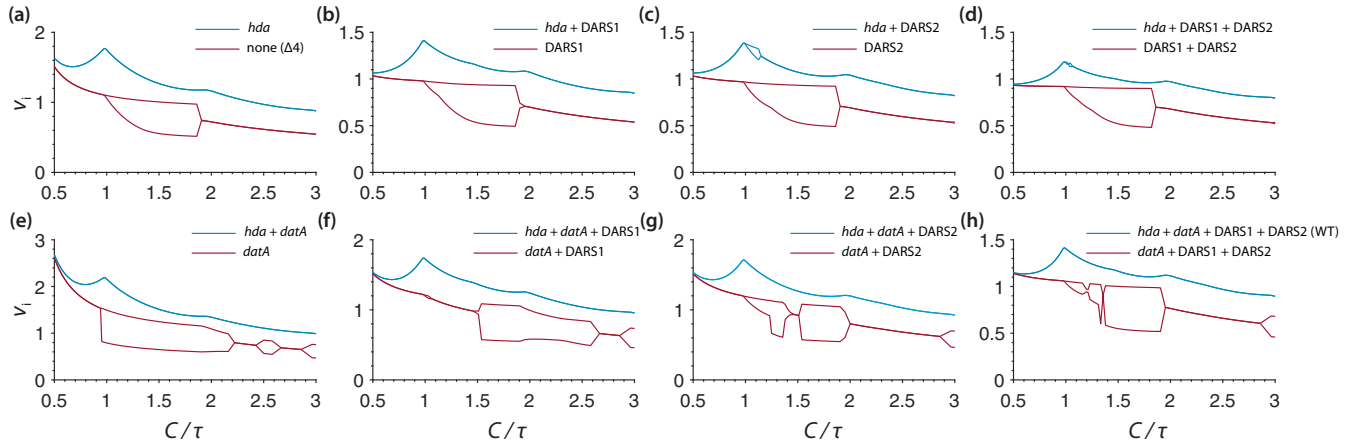 (a)
hda
none (Δ4)
2
1
0
0.5 1 1.5 2 2.5 3
v_i
(b)
hda + DARS1
DARS1
1.5
1
0.5
0
0.5 1 1.5 2 2.5 3
(c)
hda + DARS2
DARS2
1.5
1
0.5
0
0.5 1 1.5 2 2.5 3
(d)
hda + DARS1 + DARS2
DARS1 + DARS2
1.5
1
0.5
0
0.5 1 1.5 2 2.5 3
(e)
hda + datA
datA
3
2
1
0
0.5 1 1.5 2 2.5 3
v_i
C/τ
(f)
hda + datA + DARS1
datA + DARS1
2
1
0
0.5 1 1.5 2 2.5 3
C/τ
(g)
hda + datA + DARS2
datA + DARS2
2
1
0
0.5 1 1.5 2 2.5 3
C/τ
(h)
hda + datA + DARS1 + DARS2 (WT)
datA + DARS1 + DARS2
1.5
1
0.5
0
0.5 1 1.5 2 2.5 3
C/τ